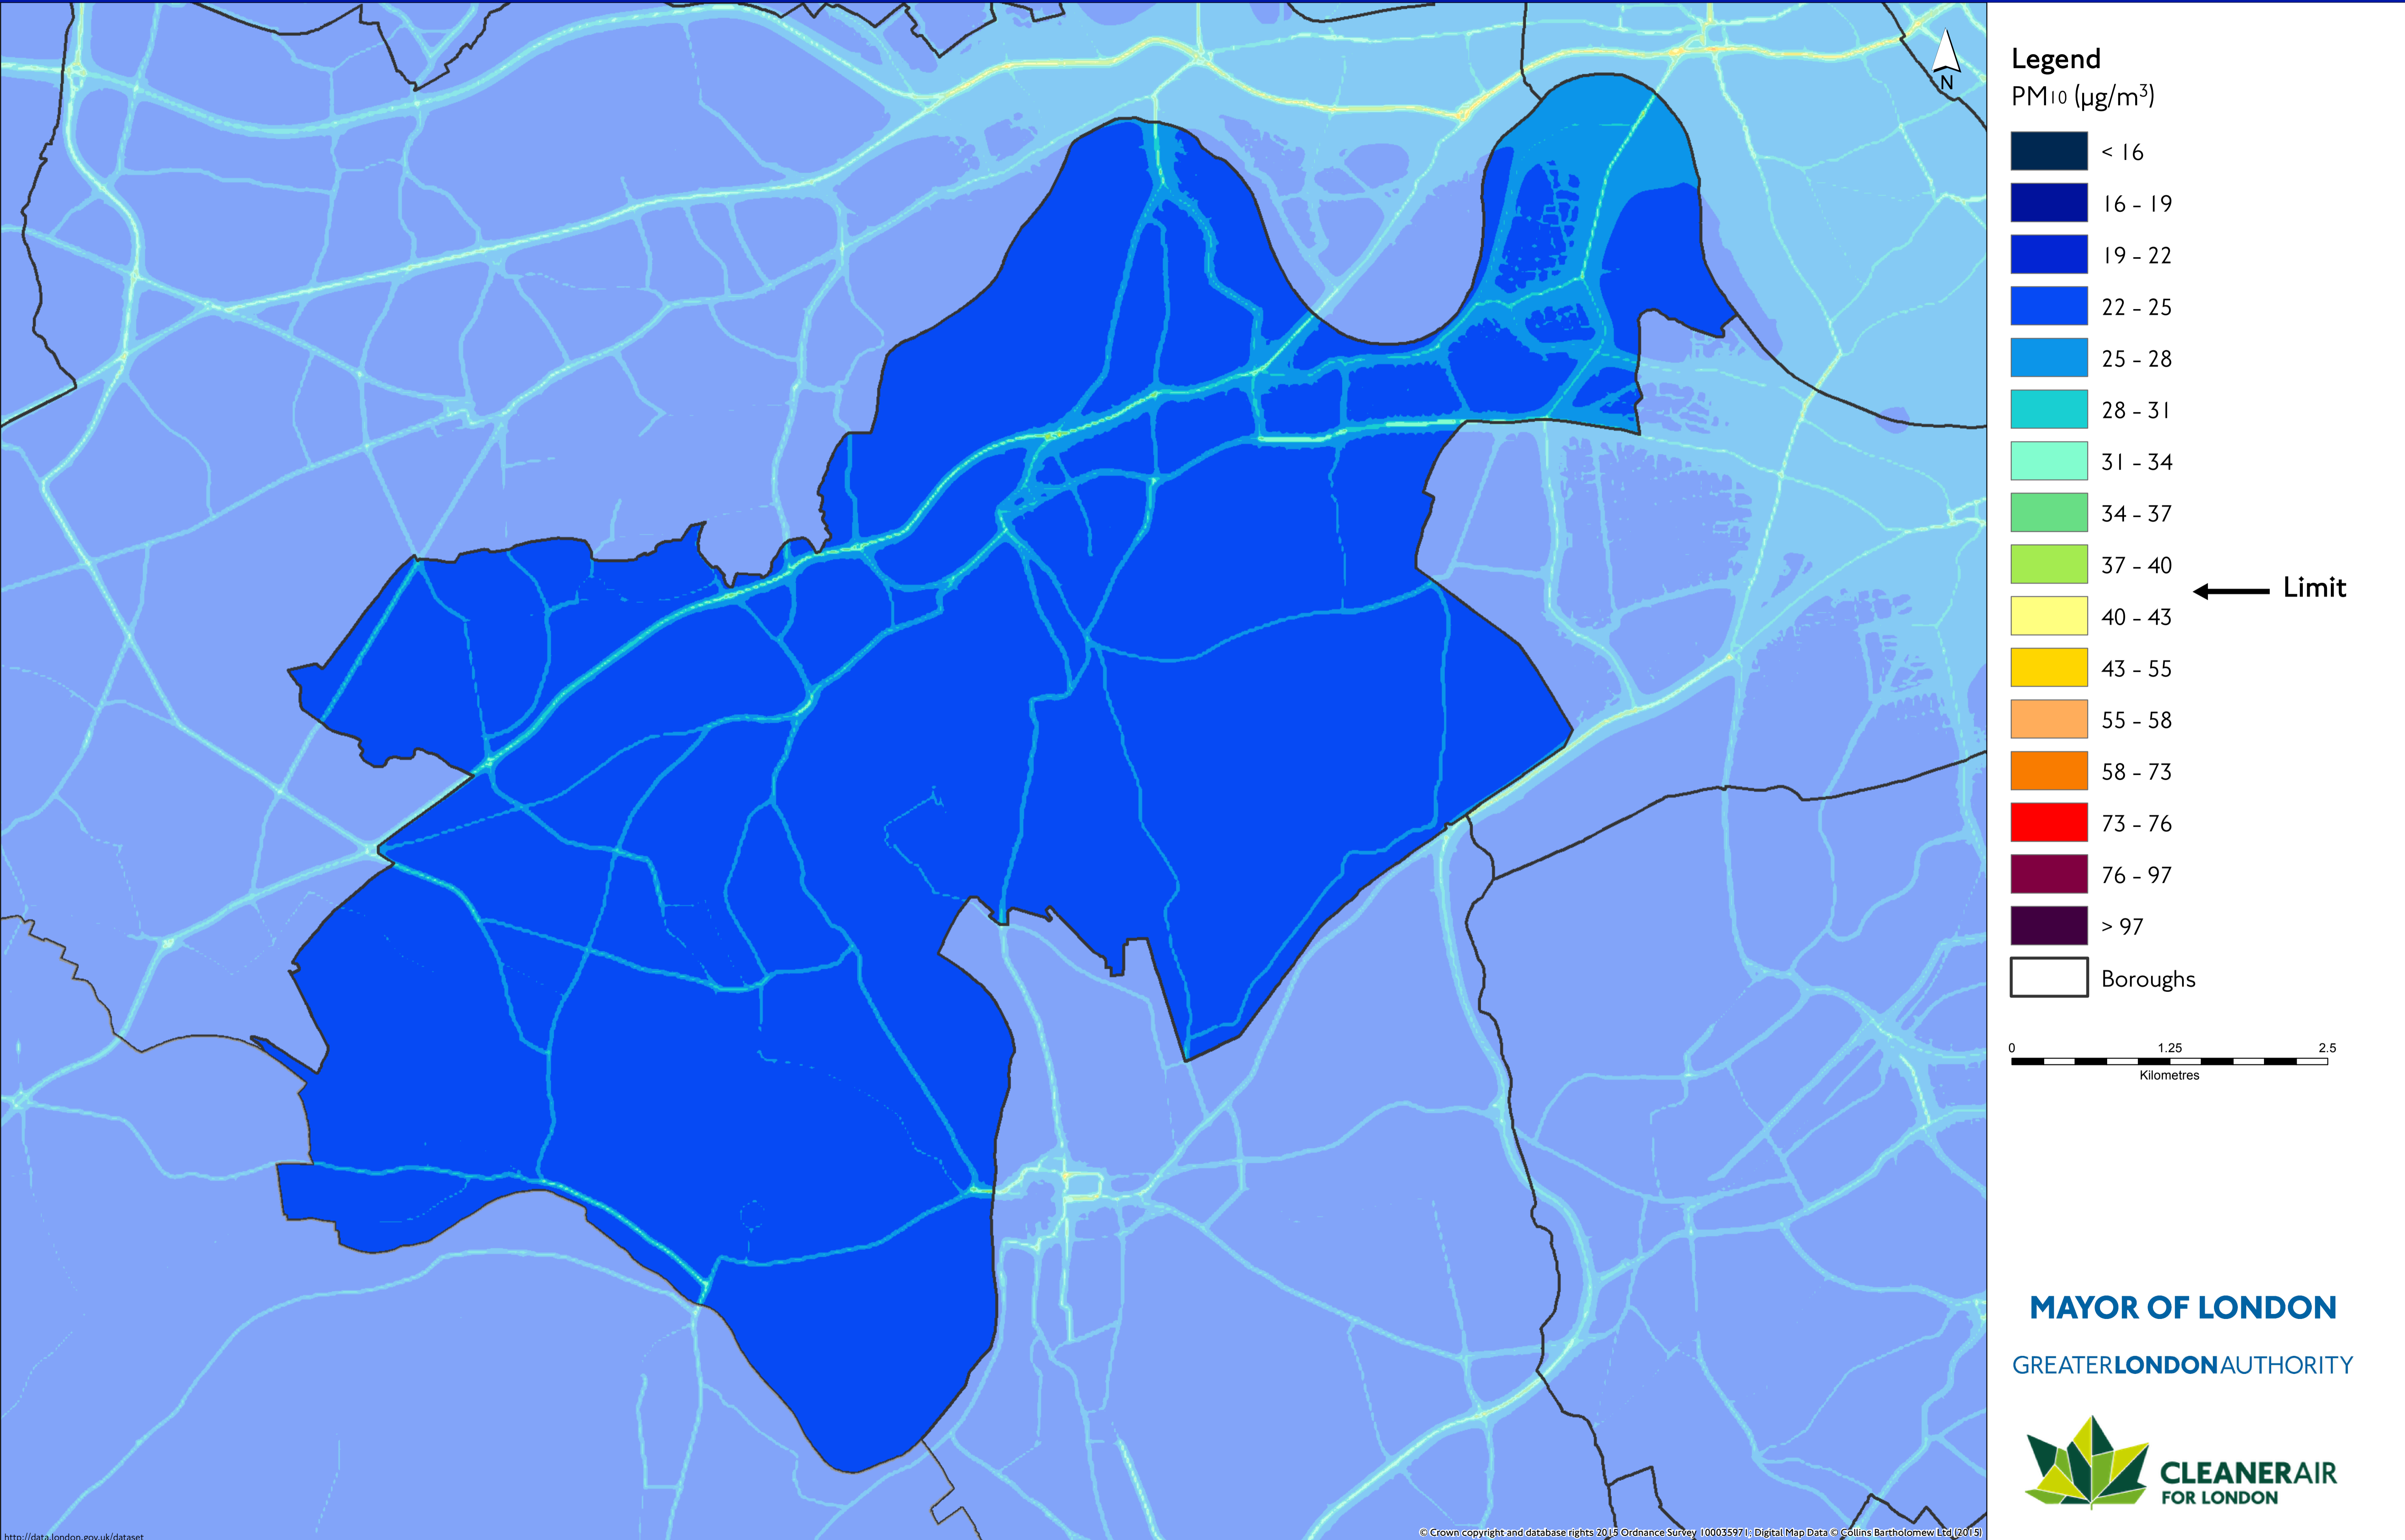 N
Legend
PM10 (µg/m³)
< 16
16 - 19
19 - 22
22 - 25
25 - 28
28 - 31
31 - 34
34 - 37
37 - 40
Limit
40 - 43
43 - 55
55 - 58
58 - 73
73 - 76
76 - 97
> 97
Boroughs
0 1.25 2.5
Kilometres
MAYOR OF LONDON
GREATERLONDONAUTHORITY
CLEANERAIR
FOR LONDON
http://data.london.gov.uk/dataset
© Crown copyright and database rights 2015 Ordnance Survey 100035971; Digital Map Data © Collins Bartholomew Ltd (2015)